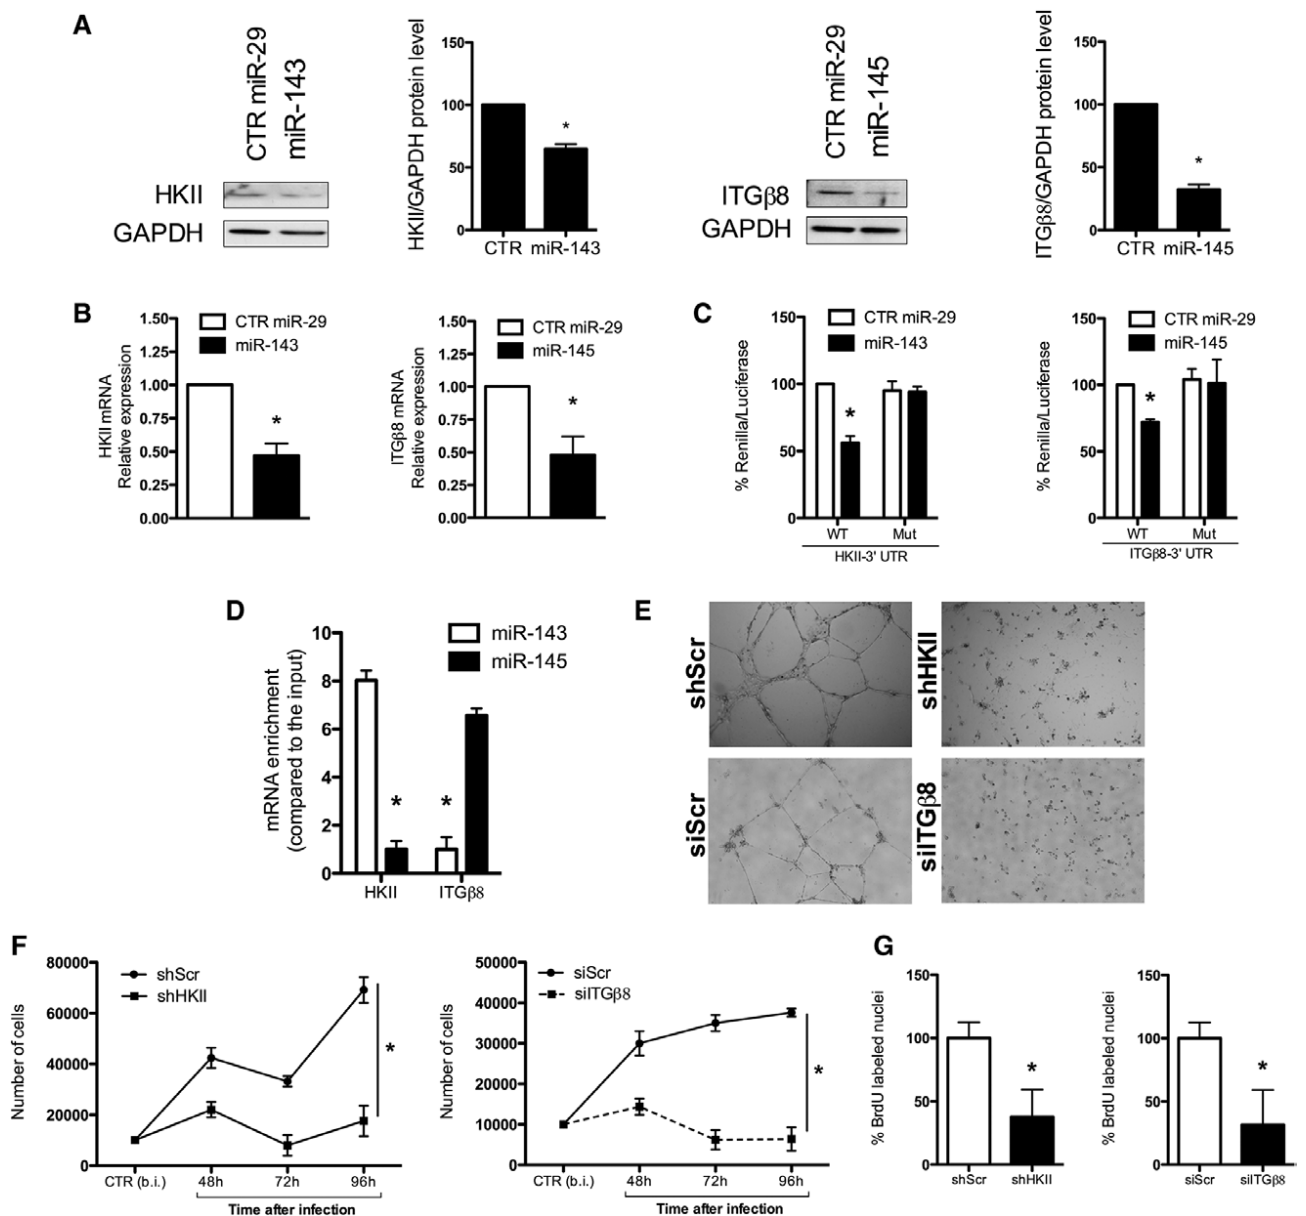 A
CTR miR-29
miR-143
HKII
GAPDH
HKII/GAPDH protein level
150
100
50
0
CTR miR-143
*
CTR miR-29
miR-145
ITGβ8
GAPDH
ITGβ8/GAPDH protein level
150
100
50
0
CTR miR-145
*
B
HKII mRNA
Relative expression
1.50
1.25
1.00
0.75
0.50
0.25
0.00
CTR miR-29
miR-143
*
ITGβ8 mRNA
Relative expression
1.50
1.25
1.00
0.75
0.50
0.25
0.00
CTR miR-29
miR-145
*
C
% Renilla/Luciferase
150
100
50
0
CTR miR-29
miR-143
*
WT Mut
HKII-3' UTR
% Renilla/Luciferase
150
100
50
0
CTR miR-29
miR-145
*
WT Mut
ITGβ8-3' UTR
D
mRNA enrichment
(compared to the input)
10
8
6
4
2
0
miR-143
miR-145
* *
HKII ITGβ8
E
shScr
shHKII
siScr
siITGβ8
F
Number of cells
80000
60000
40000
20000
0
shScr
shHKII
*
CTR (b.i.) 48h 72h 96h
Time after infection
Number of cells
50000
40000
30000
20000
10000
0
siScr
siITGβ8
*
CTR (b.i.) 48h 72h 96h
Time after infection
G
% BrdU labeled nuclei
150
100
50
0
*
shScr shHKII
% BrdU labeled nuclei
150
100
50
0
*
siScr siITGβ8